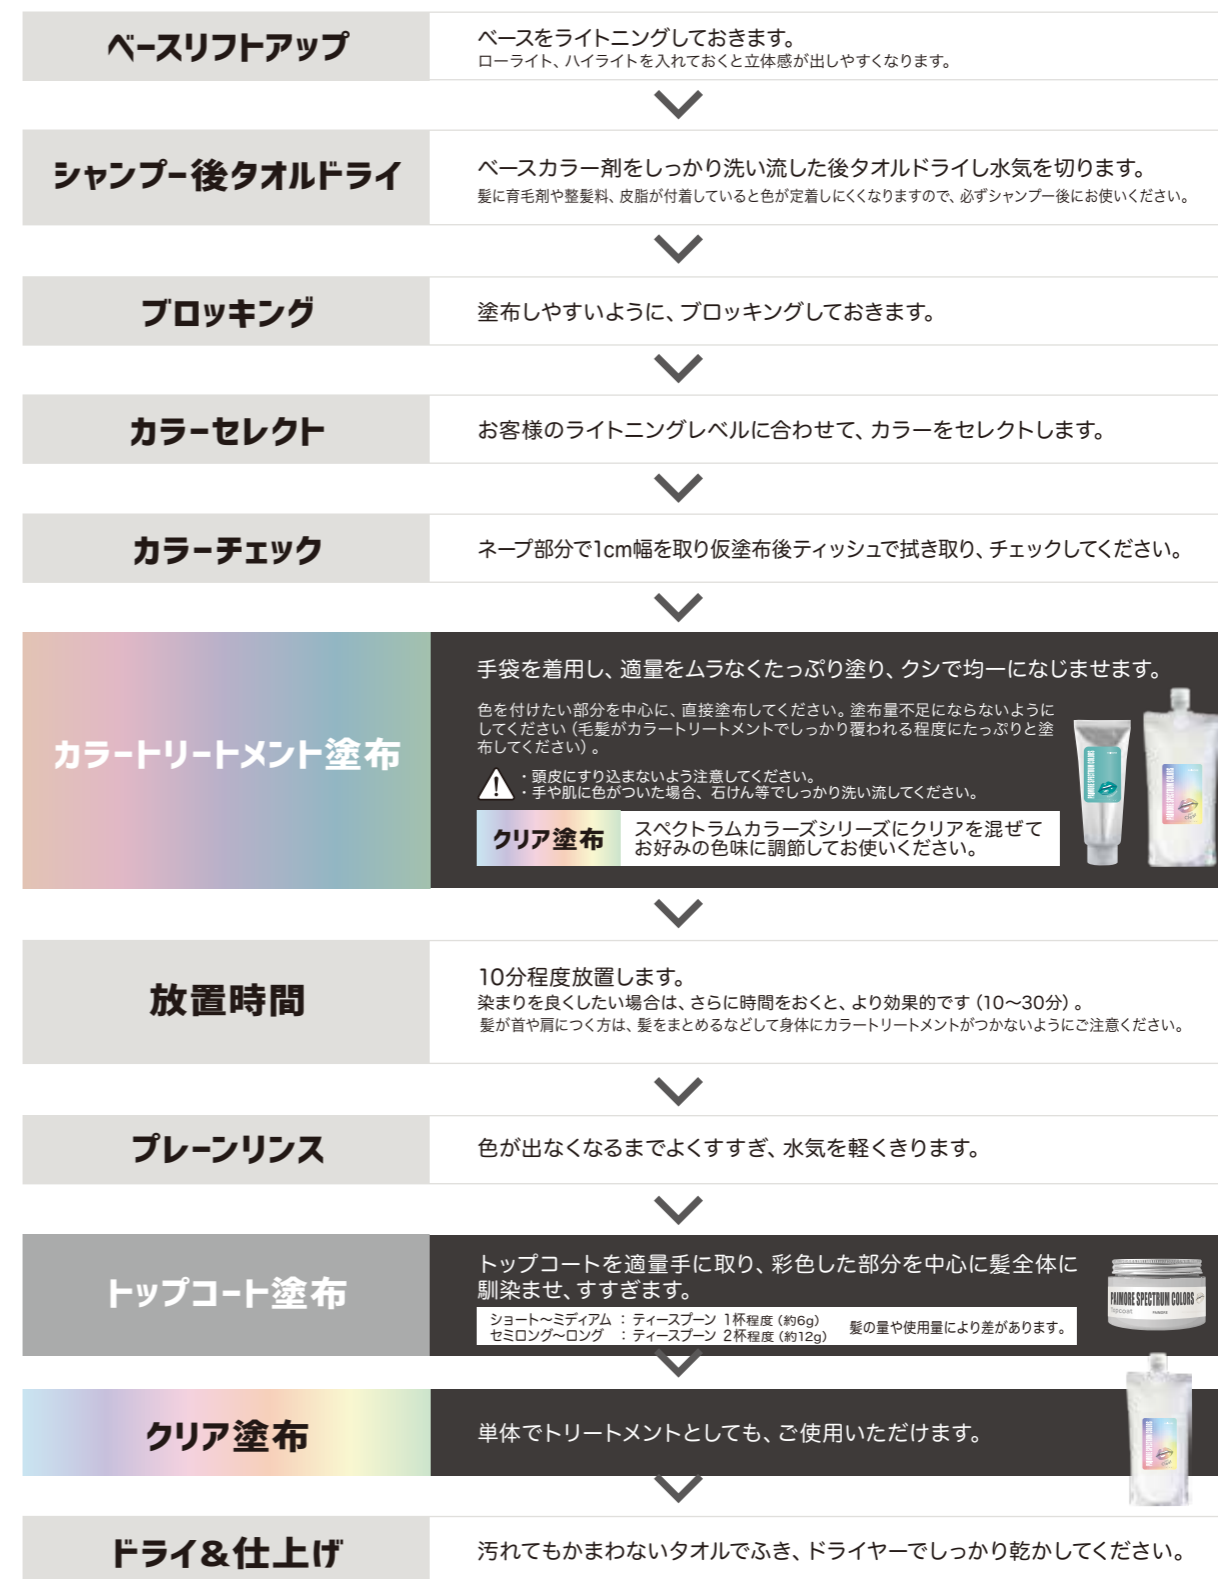 ベースリフトアップ
ベースをライトニングしておきます。
ローライト、ハイライトを入れておくと立体感が出しやすくなります。
シャンプー後タオルドライ
ベースカラー剤をしっかり洗い流した後タオルドライし水気を切ります。
髪に育毛剤や整髪料、皮脂が付着していると色が定着しにくくなりますので、必ずシャンプー後にお使いください。
ブロッキング
塗布しやすいように、ブロッキングしておきます。
カラーセレクト
お客様のライトニングレベルに合わせて、カラーをセレクトします。
カラーチェック
ネープ部分で1cm幅を取り仮塗布後ティッシュで拭き取り、チェックしてください。
カラートリートメント塗布
手袋を着用し、適量をムラなくたっぷり塗り、クシで均一になじませます。
色を付けたい部分を中心に、直接塗布してください。塗布量不足にならないように
してください（毛髪がカラートリートメントでしっかり覆われる程度にたっぷりと塗
布してください）。
・頭皮にすり込まないよう注意してください。
・手や肌に色がついた場合、石けん等でしっかり洗い流してください。
クリア塗布
スペクトラムカラーズシリーズにクリアを混ぜて
お好みの色味に調節してお使いください。
PAIMORE SPECTRUM COLORS
PAIMORE SPECTRUM COLORS
Clear
放置時間
10分程度放置します。
染まりを良くしたい場合は、さらに時間をおくと、より効果的です（10〜30分）。
髪が首や肩につく方は、髪をまとめるなどして身体にカラートリートメントがつかないようにご注意ください。
プレーンリンス
色が出なくなるまでよくすすぎ、水気を軽くきります。
トップコート塗布
トップコートを適量手に取り、彩色した部分を中心に髪全体に
馴染ませ、すすぎます。
ショート〜ミディアム ： ティースプーン 1杯程度（約6g）
セミロング〜ロング ： ティースプーン 2杯程度（約12g）
髪の量や使用量により差があります。
PAIMORE SPECTRUM COLORS
Topcoat
PAIMORE
クリア塗布
単体でトリートメントとしても、ご使用いただけます。
PAIMORE SPECTRUM COLORS
Clear
ドライ&仕上げ
汚れてもかまわないタオルでふき、ドライヤーでしっかり乾かしてください。